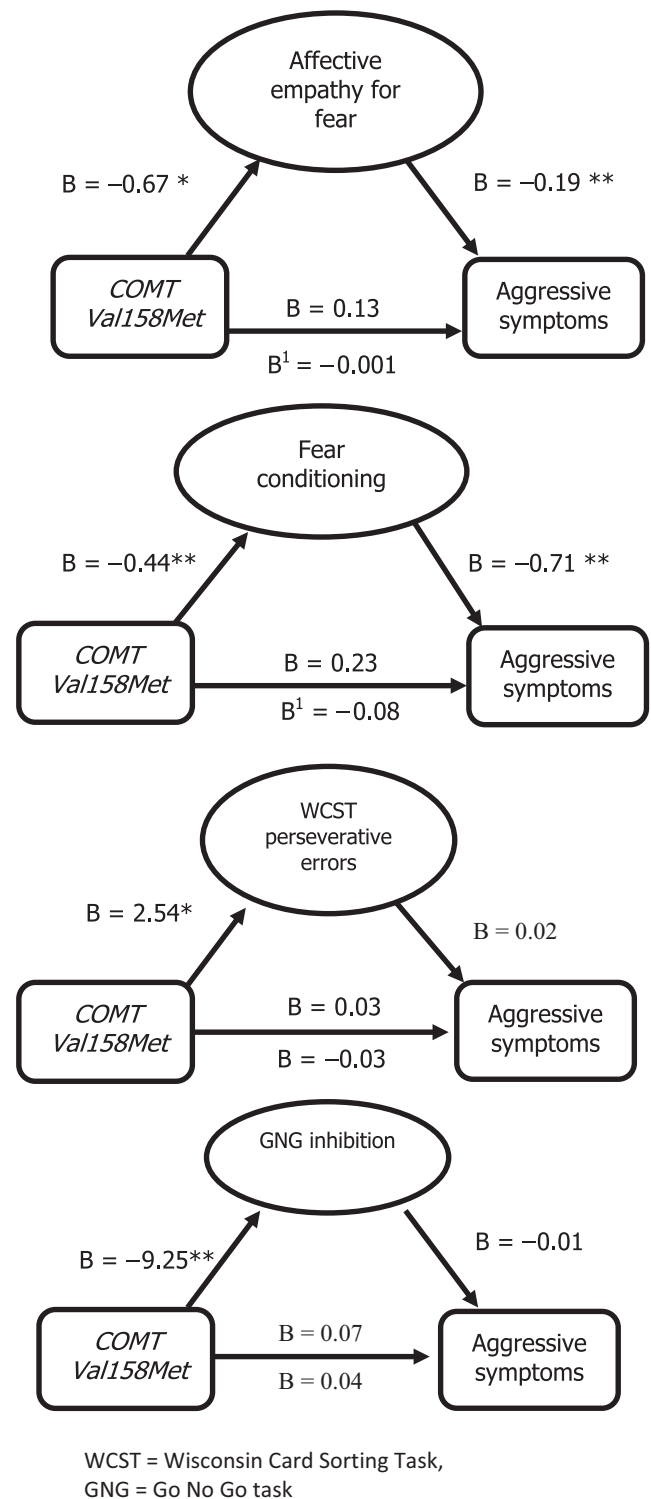 Affective
empathy for
fear
B = –0.67 *
B = –0.19 **
COMT
Val158Met
B = 0.13
B¹ = –0.001
Aggressive
symptoms
Fear
conditioning
B = –0.44**
B = –0.71 **
COMT
Val158Met
B = 0.23
B¹ = –0.08
Aggressive
symptoms
WCST
perseverative
errors
B = 2.54*
B = 0.02
COMT
Val158Met
B = 0.03
B = –0.03
Aggressive
symptoms
GNG inhibition
B = –9.25**
B = –0.01
COMT
Val158Met
B = 0.07
B = 0.04
Aggressive
symptoms
WCST = Wisconsin Card Sorting Task,
GNG = Go No Go task